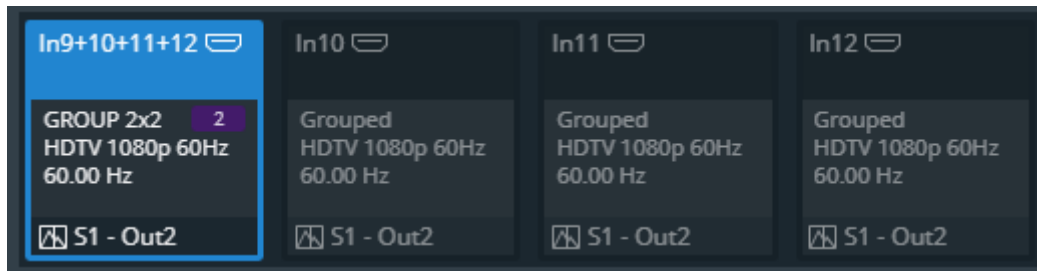 In9+10+11+12
GROUP 2x2 2
HDTV 1080p 60Hz
60.00 Hz
S1 - Out2
In10
Grouped
HDTV 1080p 60Hz
60.00 Hz
S1 - Out2
In11
Grouped
HDTV 1080p 60Hz
60.00 Hz
S1 - Out2
In12
Grouped
HDTV 1080p 60Hz
60.00 Hz
S1 - Out2